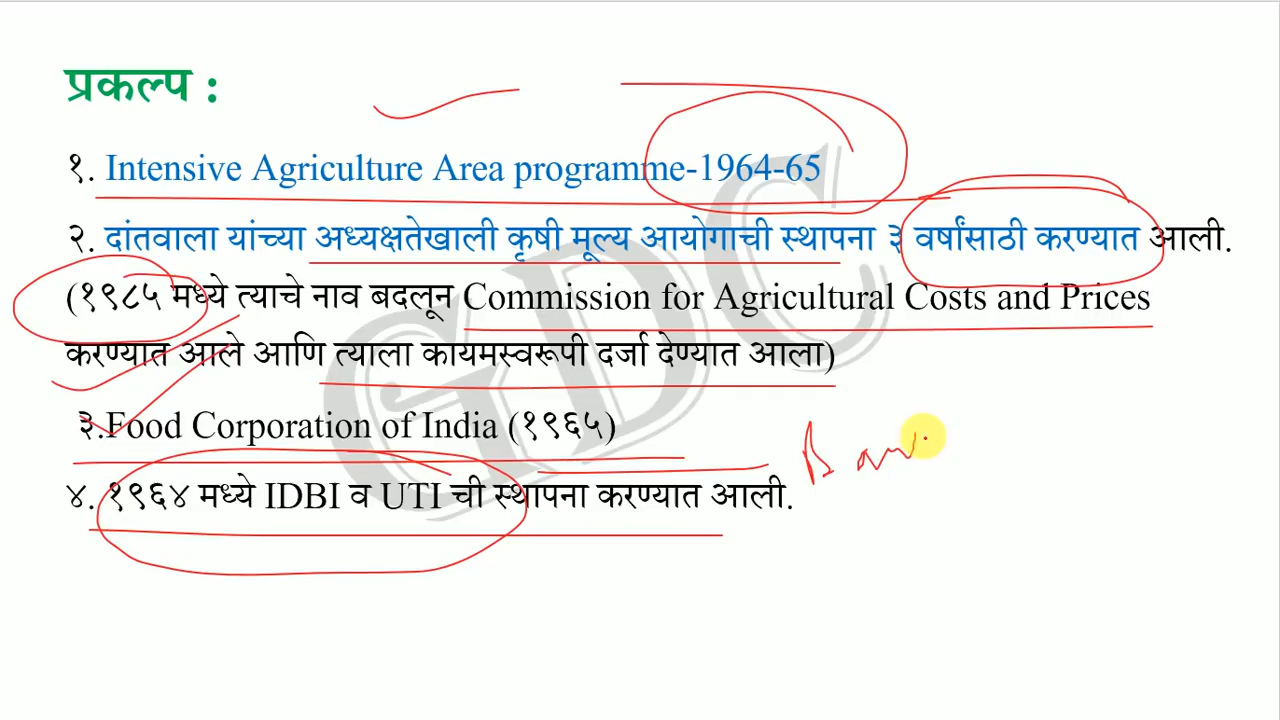 प्रकल्प :
१. Intensive Agriculture Area programme-1964-65
२. दांतवाला यांच्या अध्यक्षतेखाली कृषी मूल्य आयोगाची स्थापना ३ वर्षांसाठी करण्यात आली.
(१९८५ मध्ये त्याचे नाव बदलून Commission for Agricultural Costs and Prices
करण्यात आले आणि त्याला कायमस्वरूपी दर्जा देण्यात आला)
३.Food Corporation of India (१९६५)
४. १९६४ मध्ये IDBI व UTI ची स्थापना करण्यात आली.
GDC